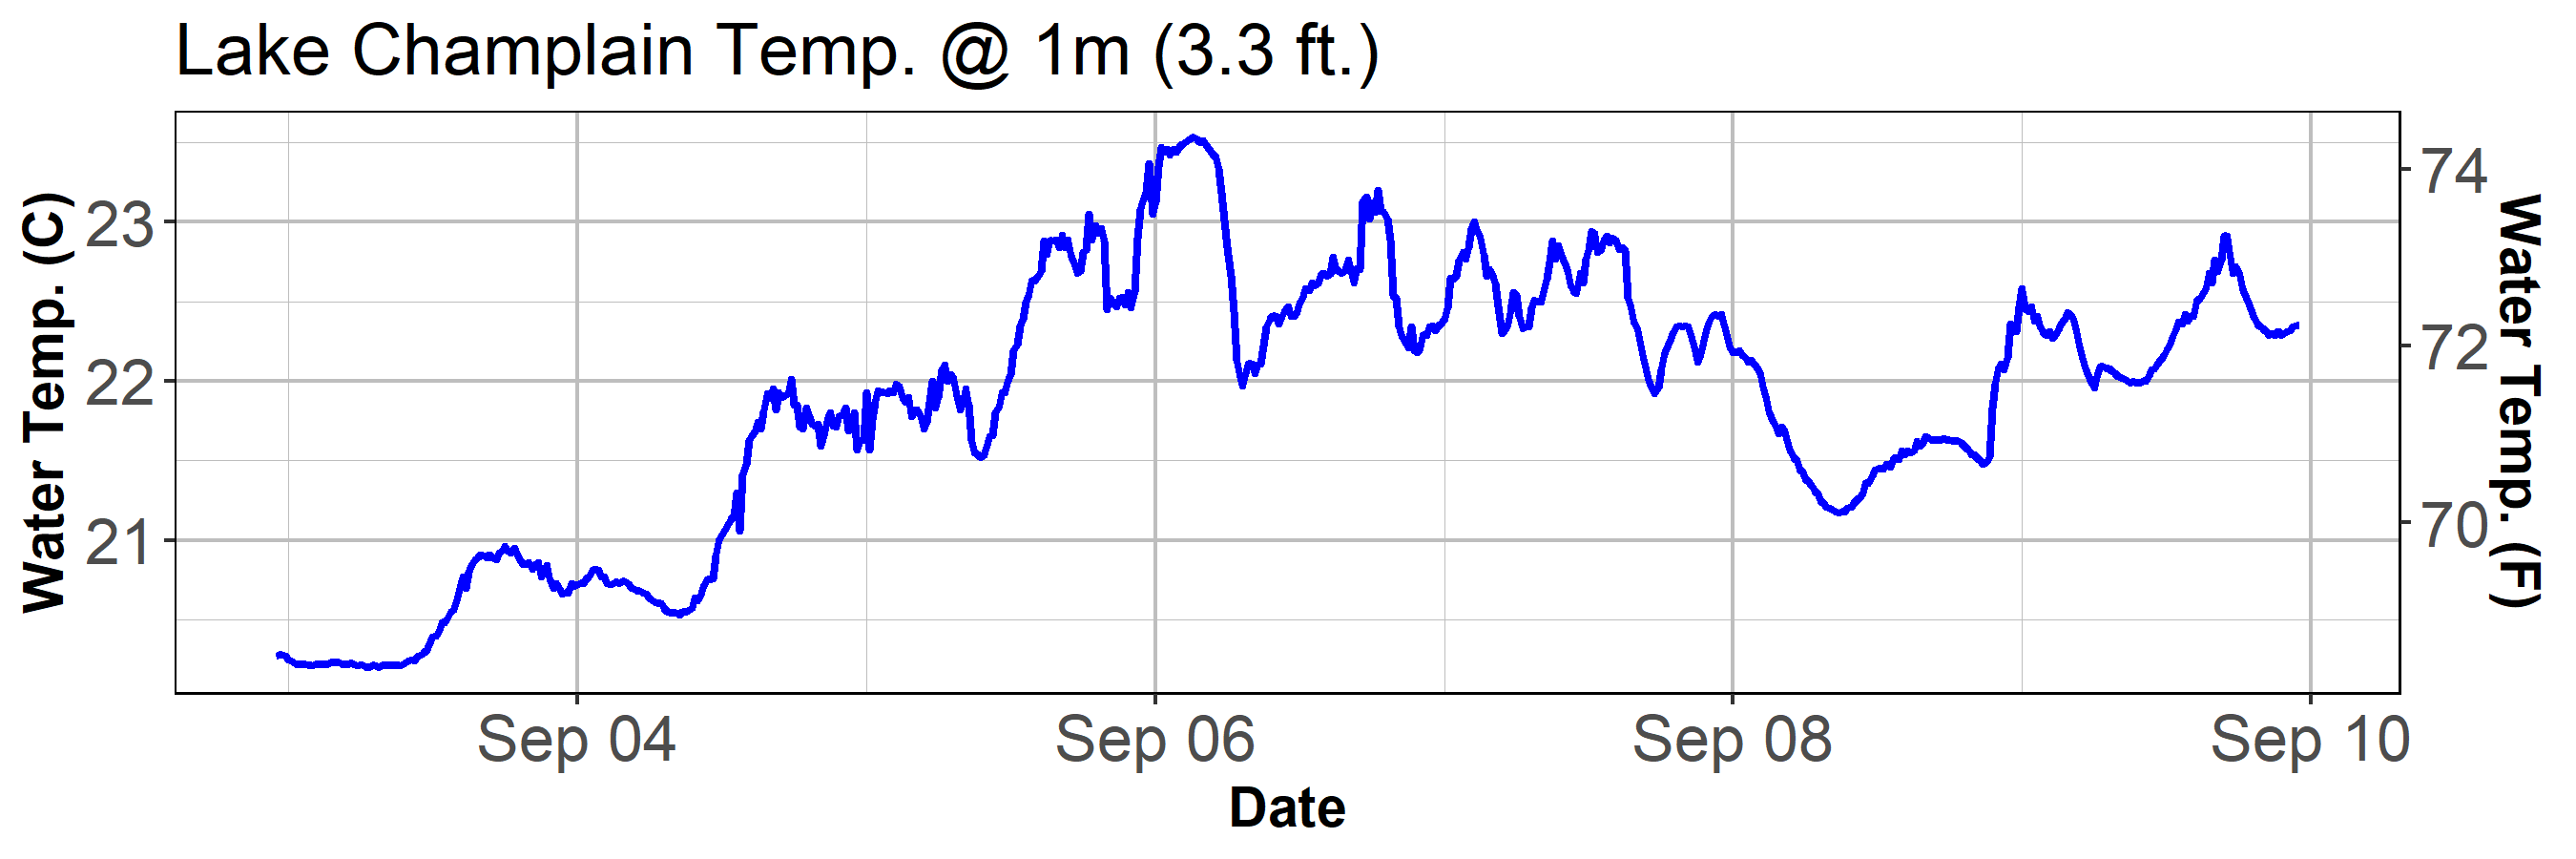 Lake Champlain Temp. @ 1m (3.3 ft.)
Water Temp. (C)
23
22
21
74
72
70
Water Temp. (F)
Sep 04 Sep 06 Sep 08 Sep 10
Date